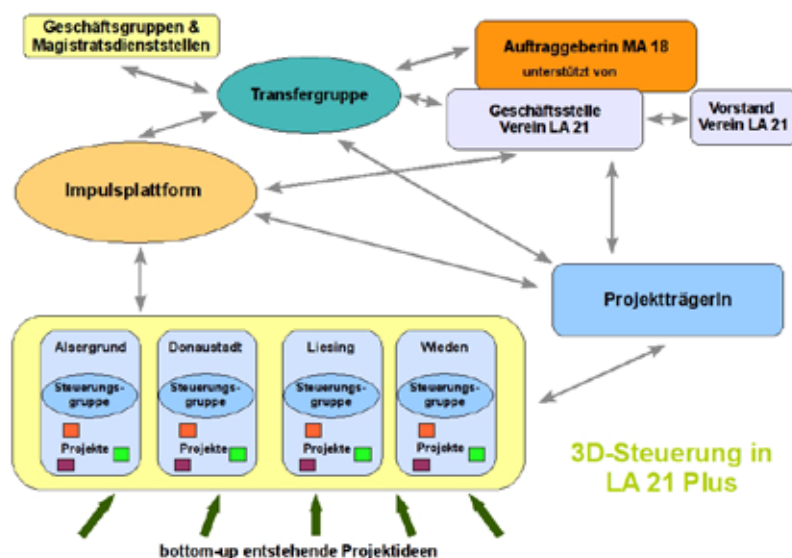 Geschäftsgruppen &
Magistratsdienststellen
Auftraggeberin MA 18
unterstützt von
Transfergruppe
Geschäftsstelle
Verein LA 21
Vorstand
Verein LA 21
Impulsplattform
ProjektträgerIn
Alsergrund
Donaustadt
Liesing
Wieden
Steuerungs-
gruppe
Steuerungs-
gruppe
Steuerungs-
gruppe
Steuerungs-
gruppe
Projekte
Projekte
Projekte
Projekte
3D-Steuerung in
LA 21 Plus
bottom-up entstehende Projektideen